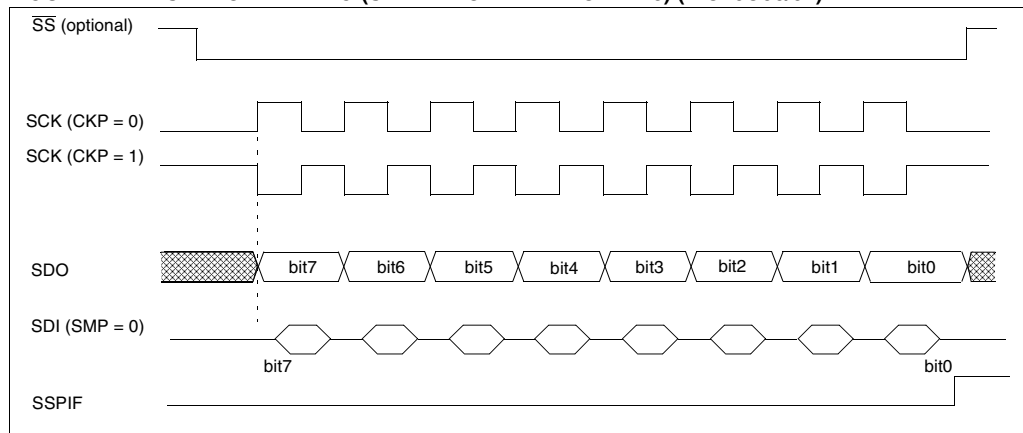 SS (optional)
SCK (CKP = 0)
SCK (CKP = 1)
SDO bit7 bit6 bit5 bit4 bit3 bit2 bit1 bit0
SDI (SMP = 0)
bit7 bit0
SSPIF